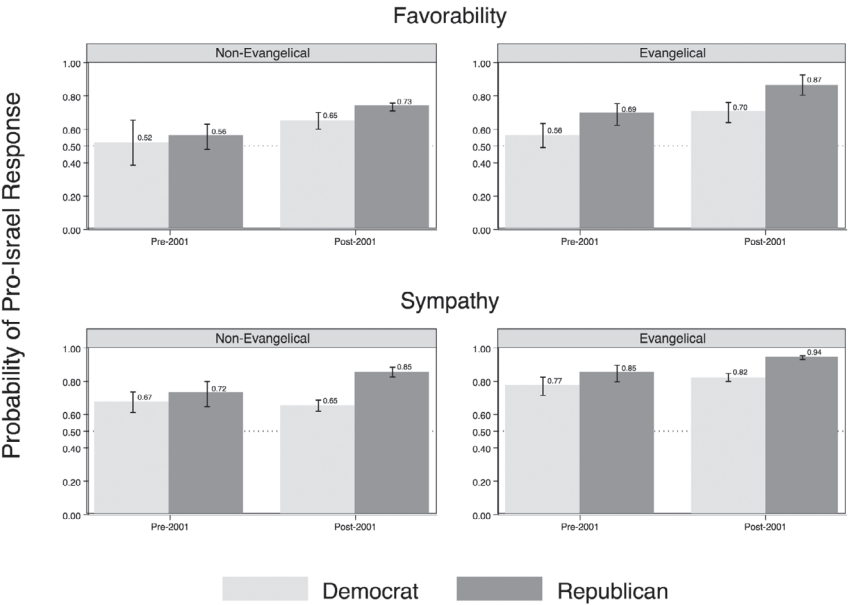 Favorability
Probability of Pro-Israel Response
Non-Evangelical
1.00
0.80
0.60
0.50
0.40
0.20
0.00
0.52
0.56
0.65
0.73
Pre-2001
Post-2001
Evangelical
1.00
0.80
0.60
0.50
0.40
0.20
0.00
0.56
0.69
0.70
0.87
Pre-2001
Post-2001
Sympathy
Non-Evangelical
1.00
0.80
0.60
0.50
0.40
0.20
0.00
0.67
0.72
0.65
0.85
Pre-2001
Post-2001
Evangelical
1.00
0.80
0.60
0.50
0.40
0.20
0.00
0.77
0.85
0.82
0.94
Pre-2001
Post-2001
Democrat Republican